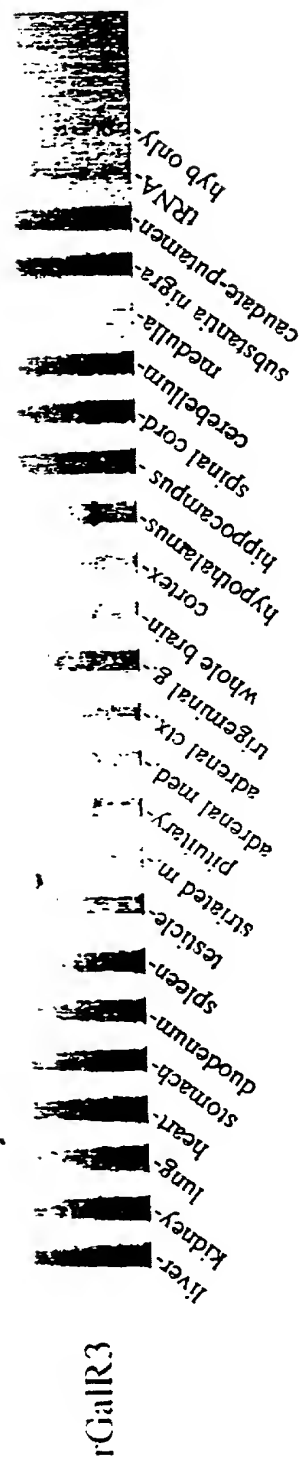 rGalR3
liver-
kidney-
lung-
heart-
stomach-
duodenum-
spleen-
testicle-
striated m-
pituitary-
adrenal med-
adrenal ctx-
trigeminal g-
whole brain-
cortex-
hypothalamus-
hippocampus-
spinal cord-
cerebellum-
medulla-
substantia nigra-
caudate-putamen-
tRNA-
hyb only-